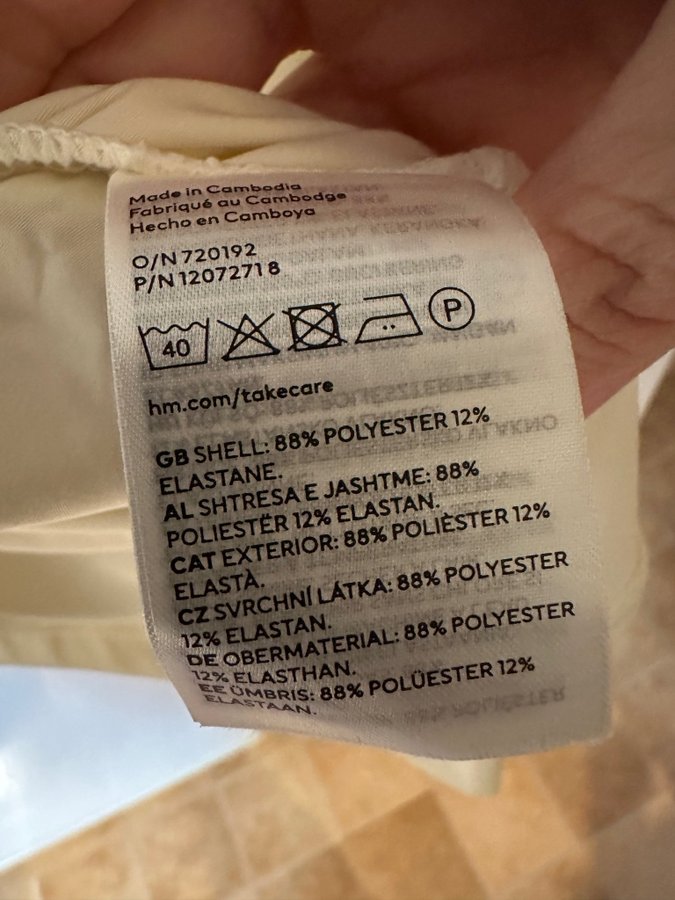 Made in Cambodia
Fabriqué au Cambodge
Hecho en Camboya
O/N 720192
P/N 1207271 8
40
P
hm.com/takecare
GB SHELL: 88% POLYESTER 12%
ELASTANE.
AL SHTRESA E JASHTME: 88%
POLIESTËR 12% ELASTAN.
CAT EXTERIOR: 88% POLIÈSTER 12%
ELASTÀ.
CZ SVRCHNÍ LÁTKA: 88% POLYESTER
12% ELASTAN.
DE OBERMATERIAL: 88% POLYESTER
12% ELASTHAN.
EE ÜMBRIS: 88% POLÜESTER 12%
ELASTAAN.